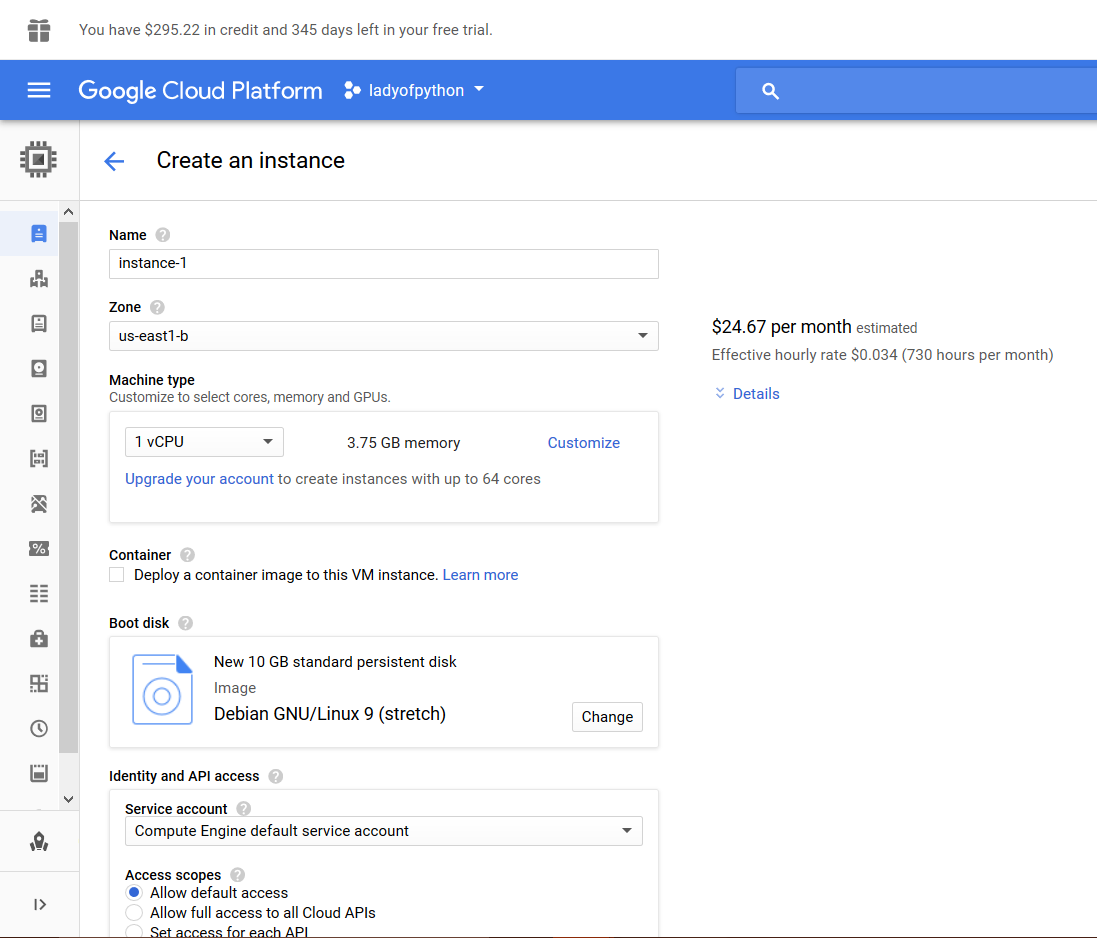 You have $295.22 in credit and 345 days left in your free trial.
Google Cloud Platform
ladyofpython
Create an instance
Name
instance-1
Zone
us-east1-b
$24.67 per month estimated
Effective hourly rate $0.034 (730 hours per month)
Details
Machine type
Customize to select cores, memory and GPUs.
1 vCPU
3.75 GB memory
Customize
Upgrade your account to create instances with up to 64 cores
Container
Deploy a container image to this VM instance. Learn more
Boot disk
New 10 GB standard persistent disk
Image
Debian GNU/Linux 9 (stretch)
Change
Identity and API access
Service account
Compute Engine default service account
Access scopes
Allow default access
Allow full access to all Cloud APIs
Set access for each API